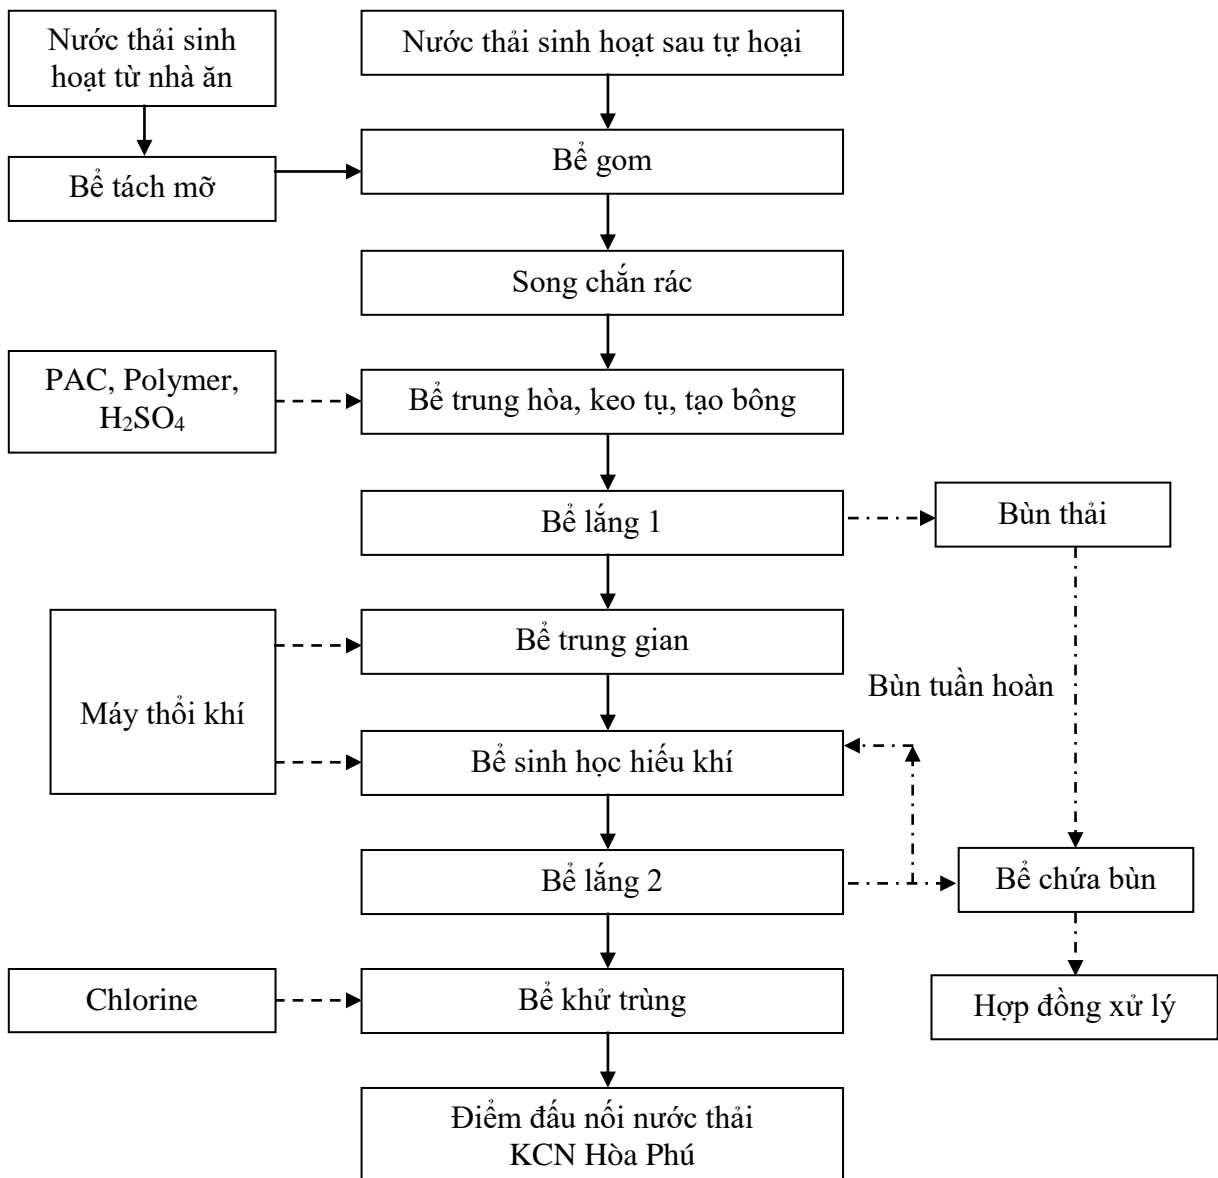 Nước thải sinh
hoạt từ nhà ăn
Nước thải sinh hoạt sau tự hoại
Bể tách mỡ
Bể gom
Song chắn rác
PAC, Polymer,
H₂SO₄
Bể trung hòa, keo tụ, tạo bông
Bể lắng 1
Bùn thải
Máy thổi khí
Bể trung gian
Bùn tuần hoàn
Bể sinh học hiếu khí
Bể lắng 2
Bể chứa bùn
Chlorine
Bể khử trùng
Hợp đồng xử lý
Điểm đấu nối nước thải
KCN Hòa Phú